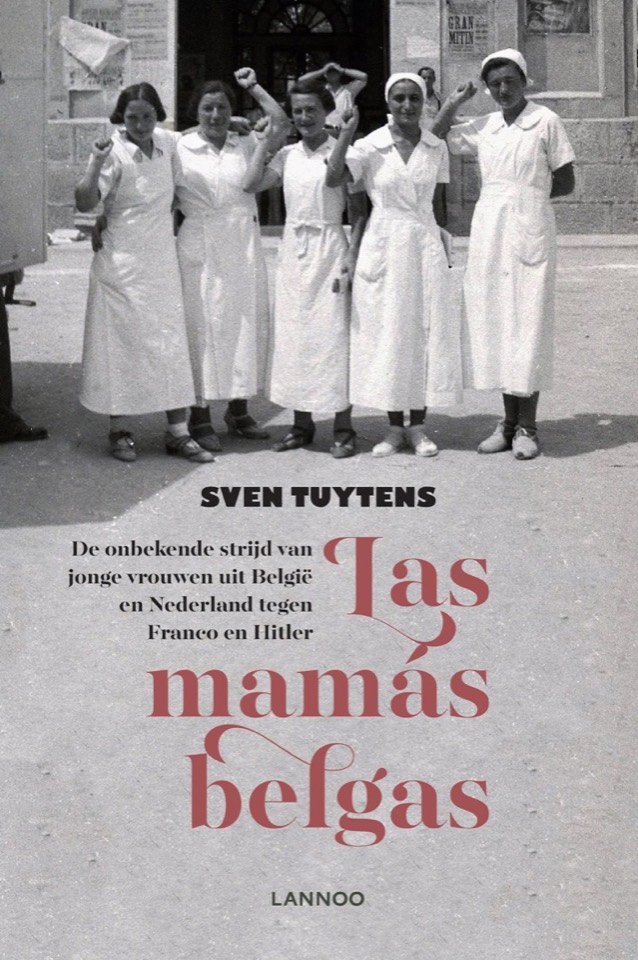 GRAN
MITIN
SVEN TUYTENS
De onbekende strijd van
jonge vrouwen uit België
en Nederland tegen
Franco en Hitler
Las
mamás
belgas
LANNOO